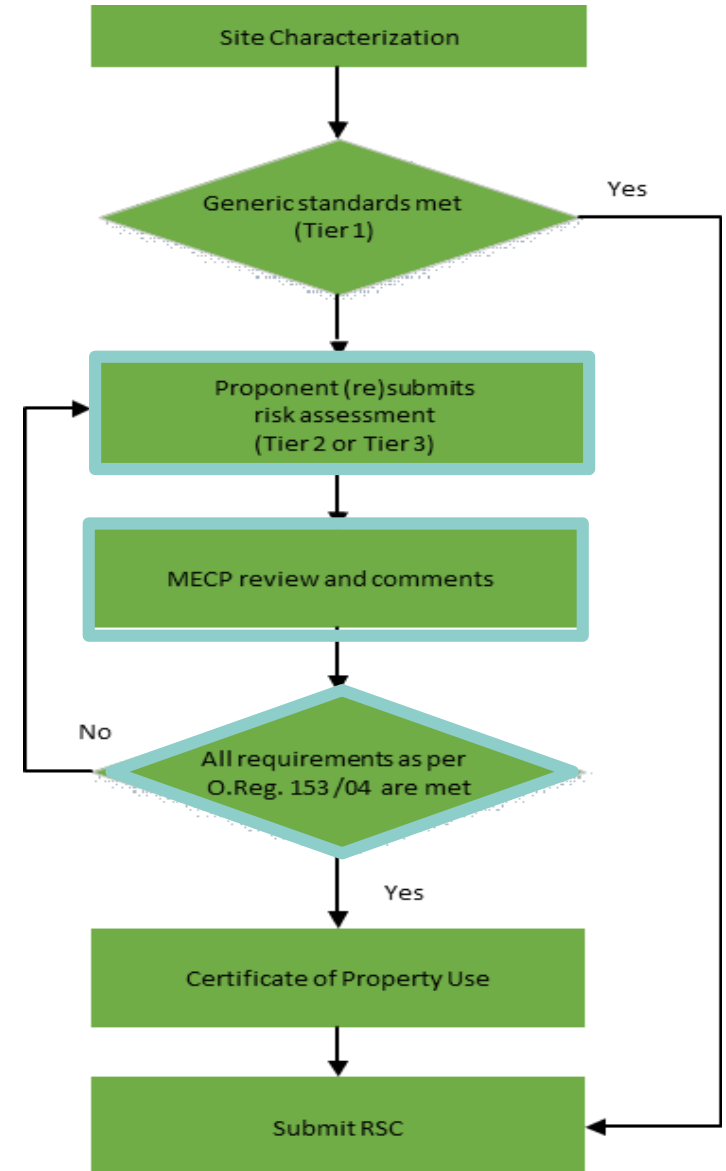 Site Characterization
Yes
Generic standards met
(Tier 1)
Proponent (re)submits
risk assessment
(Tier 2 or Tier 3)
MECP review and comments
No
All requirements as per
O.Reg. 153/04 are met
Yes
Certificate of Property Use
Submit RSC